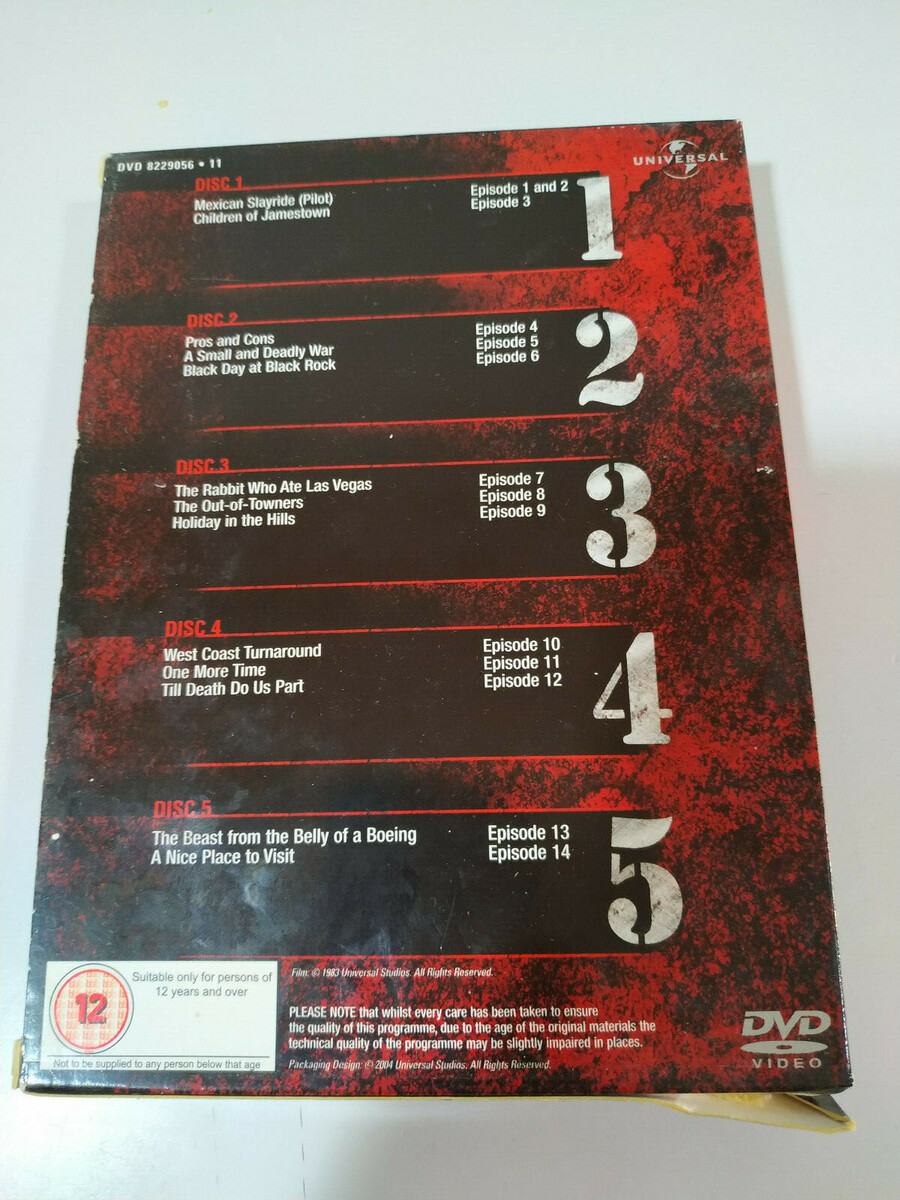 DVD 8229056 • 11
UNIVERSAL
DISC 1
Mexican Slayride (Pilot) Episode 1 and 2
Children of Jamestown Episode 3
1
DISC 2
Pros and Cons Episode 4
A Small and Deadly War Episode 5
Black Day at Black Rock Episode 6
2
DISC 3
The Rabbit Who Ate Las Vegas Episode 7
The Out-of-Towners Episode 8
Holiday in the Hills Episode 9
3
DISC 4
West Coast Turnaround Episode 10
One More Time Episode 11
Till Death Do Us Part Episode 12
4
DISC 5
The Beast from the Belly of a Boeing Episode 13
A Nice Place to Visit Episode 14
5
12
Suitable only for persons of
12 years and over
Not to be supplied to any person below that age
Film: © 1983 Universal Studios. All Rights Reserved.
PLEASE NOTE that whilst every care has been taken to ensure
the quality of this programme, due to the age of the original materials the
technical quality of the programme may be slightly impaired in places.
Packaging Design: © 2004 Universal Studios. All Rights Reserved.
DVD
VIDEO